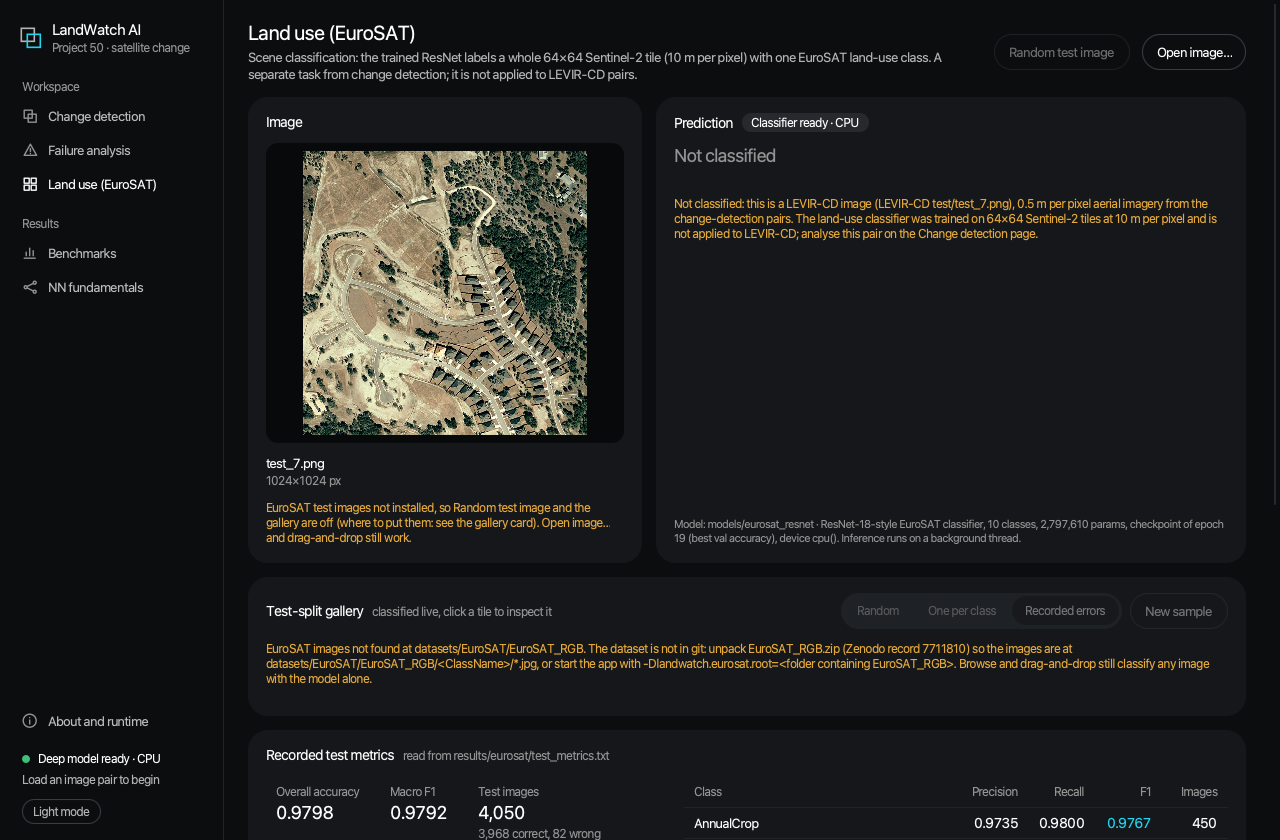 LandWatch AI
Project 50 · satellite change
Workspace
Change detection
Failure analysis
Land use (EuroSAT)
Results
Benchmarks
NN fundamentals
About and runtime
Deep model ready · CPU
Load an image pair to begin
Light mode
Land use (EuroSAT)
Scene classification: the trained ResNet labels a whole 64×64 Sentinel-2 tile (10 m per pixel) with one EuroSAT land-use class. A
separate task from change detection; it is not applied to LEVIR-CD pairs.
Random test image
Open image...
Image
test_7.png
1024×1024 px
EuroSAT test images not installed, so Random test image and the
gallery are off (where to put them: see the gallery card). Open image...
and drag-and-drop still work.
Prediction
Classifier ready · CPU
Not classified
Not classified: this is a LEVIR-CD image (LEVIR-CD test/test_7.png), 0.5 m per pixel aerial imagery from the
change-detection pairs. The land-use classifier was trained on 64×64 Sentinel-2 tiles at 10 m per pixel and is
not applied to LEVIR-CD; analyse this pair on the Change detection page.
Model: models/eurosat_resnet · ResNet-18-style EuroSAT classifier, 10 classes, 2,797,610 params, checkpoint of epoch
19 (best val accuracy), device cpu(). Inference runs on a background thread.
Test-split gallery
classified live, click a tile to inspect it
Random
One per class
Recorded errors
New sample
EuroSAT images not found at datasets/EuroSAT/EuroSAT_RGB. The dataset is not in git: unpack EuroSAT_RGB.zip (Zenodo record 7711810) so the images are at
datasets/EuroSAT/EuroSAT_RGB/<ClassName>/*.jpg, or start the app with -Dlandwatch.eurosat.root=<folder containing EuroSAT_RGB>. Browse and drag-and-drop still classify any image
with the model alone.
Recorded test metrics
read from results/eurosat/test_metrics.txt
Overall accuracy
0.9798
Macro F1
0.9792
Test images
4,050
3,968 correct, 82 wrong
Class Precision Recall F1 Images
AnnualCrop 0.9735 0.9800 0.9767 450